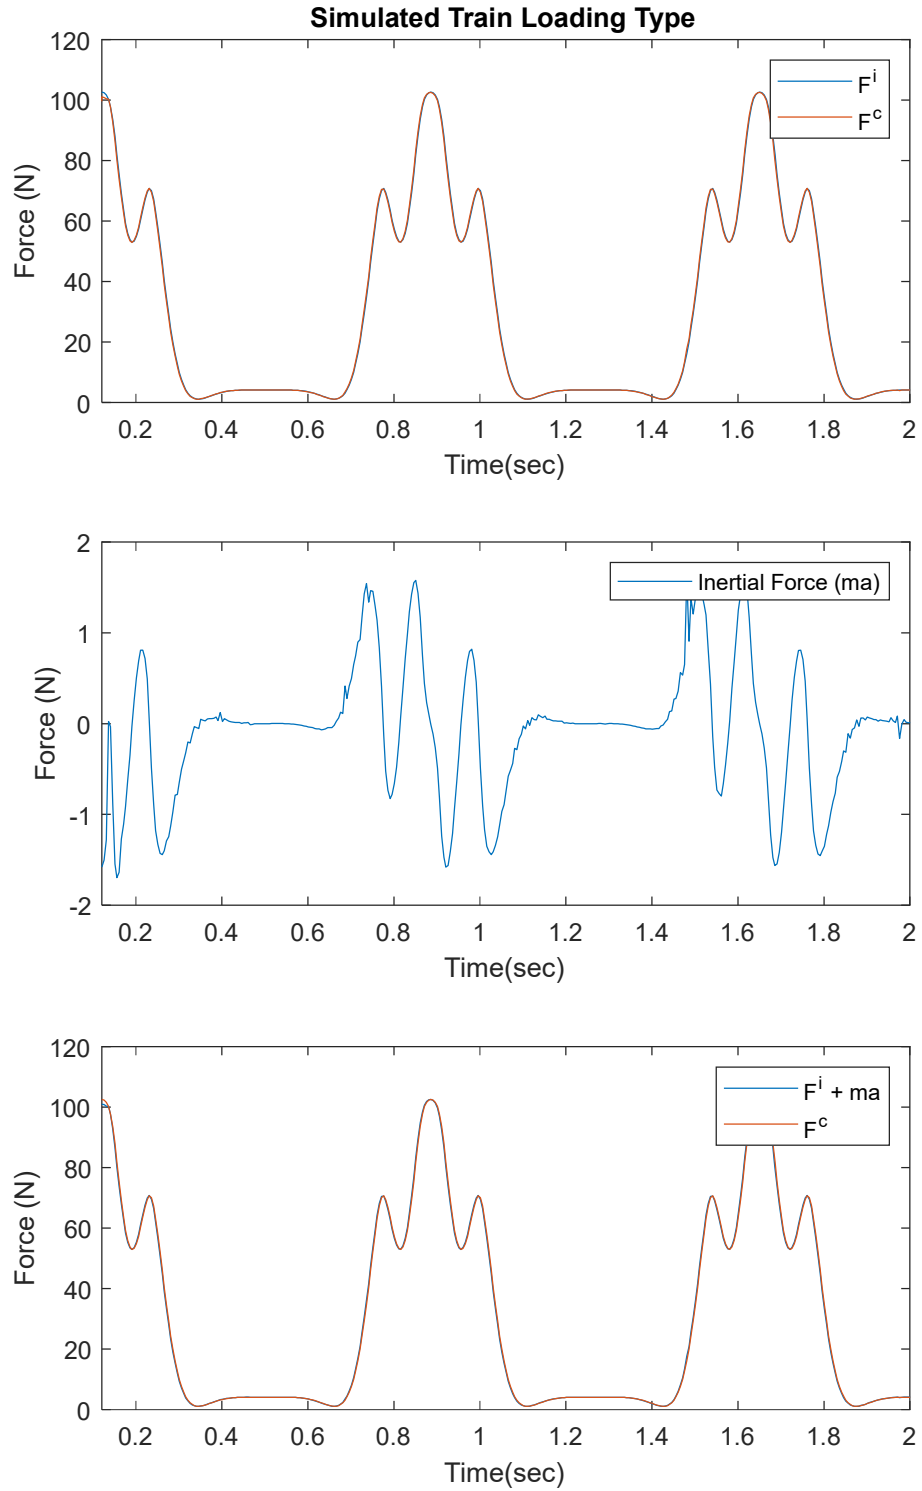 Simulated Train Loading Type
120
100
80
60
40
20
0
Force (N)
F^i
F^c
0.2 0.4 0.6 0.8 1 1.2 1.4 1.6 1.8 2
Time(sec)
2
1
0
-1
-2
Force (N)
Inertial Force (ma)
0.2 0.4 0.6 0.8 1 1.2 1.4 1.6 1.8 2
Time(sec)
120
100
80
60
40
20
0
Force (N)
F^i + ma
F^c
0.2 0.4 0.6 0.8 1 1.2 1.4 1.6 1.8 2
Time(sec)